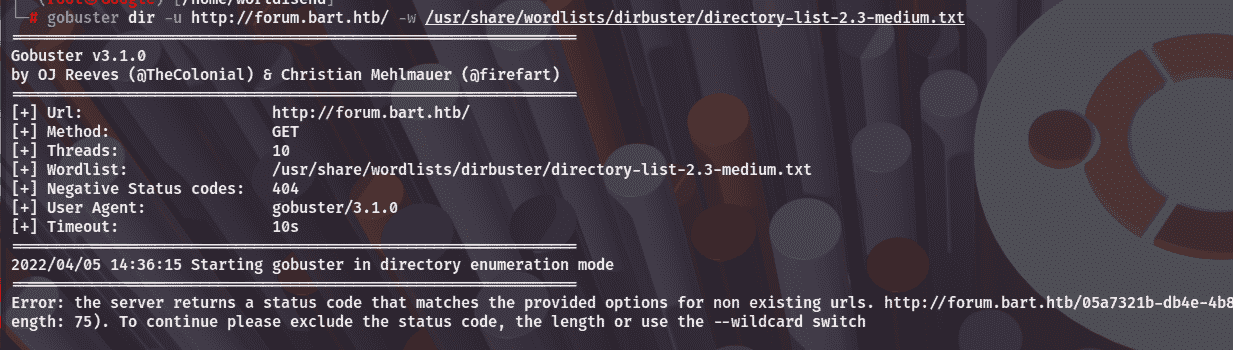 (root㉿Google)-[/home/worldisend]
└─# gobuster dir -u http://forum.bart.htb/ -w /usr/share/wordlists/dirbuster/directory-list-2.3-medium.txt
===============================================================
Gobuster v3.1.0
by OJ Reeves (@TheColonial) & Christian Mehlmauer (@firefart)
===============================================================
[+] Url: http://forum.bart.htb/
[+] Method: GET
[+] Threads: 10
[+] Wordlist: /usr/share/wordlists/dirbuster/directory-list-2.3-medium.txt
[+] Negative Status codes: 404
[+] User Agent: gobuster/3.1.0
[+] Timeout: 10s
===============================================================
2022/04/05 14:36:15 Starting gobuster in directory enumeration mode
===============================================================
Error: the server returns a status code that matches the provided options for non existing urls. http://forum.bart.htb/05a7321b-db4e-4b8
ength: 75). To continue please exclude the status code, the length or use the --wildcard switch